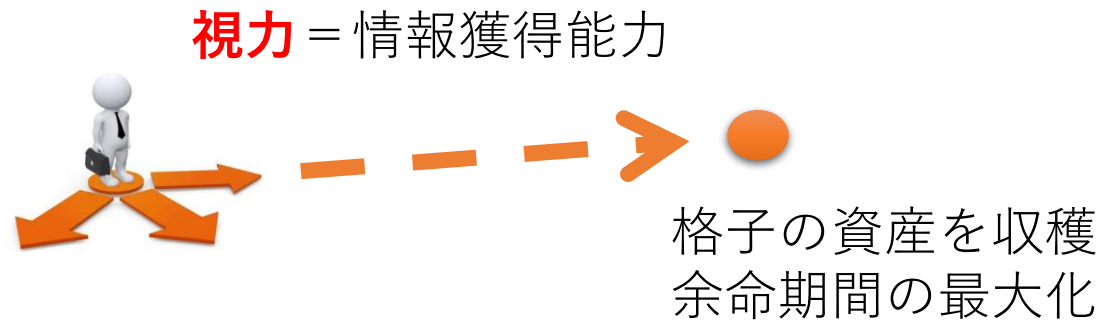 視力＝情報獲得能力
格子の資産を収穫
余命期間の最大化